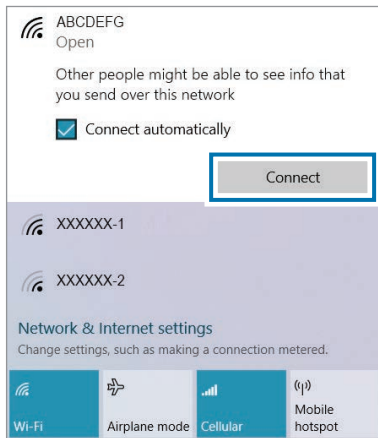 ABCDEFG
Open
Other people might be able to see info that
you send over this network
Connect automatically
Connect
XXXXXX-1
XXXXXX-2
Network & Internet settings
Change settings, such as making a connection metered.
Wi-Fi
Airplane mode
Cellular
Mobile
hotspot